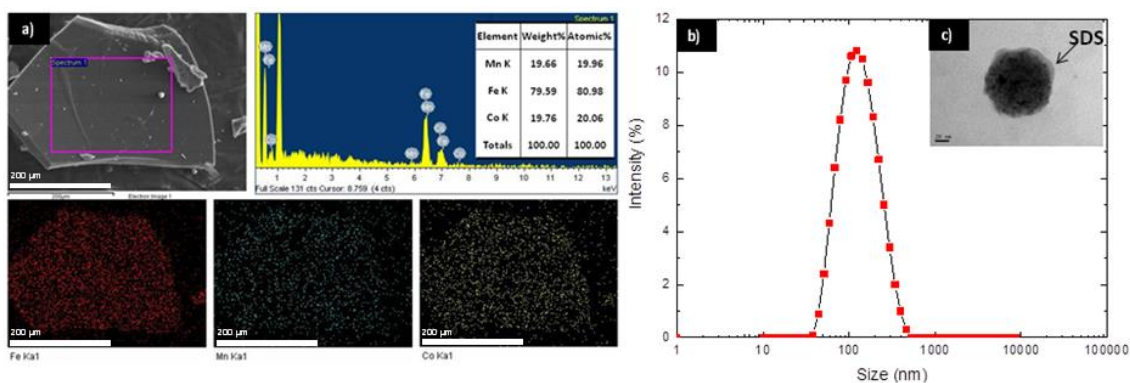 a)
Spectrum 1
200 µm
200µm
Electron Image 1
Spectrum 1
Element Weight% Atomic%
Mn K 19.66 19.96
Fe K 79.59 80.98
Co K 19.76 20.06
Totals 100.00 100.00
0 1 2 3 4 5 6 7 8 9 10 11 12 13
Full Scale 131 cts Cursor: 8.759 (4 cts)
keV
200 µm
Fe Ka1
200 µm
Mn Ka1
200 µm
Co Ka1
b)
c)
SDS
12
10
8
6
4
2
0
Intensity (%)
1 10 100 1000 10000 100000
Size (nm)